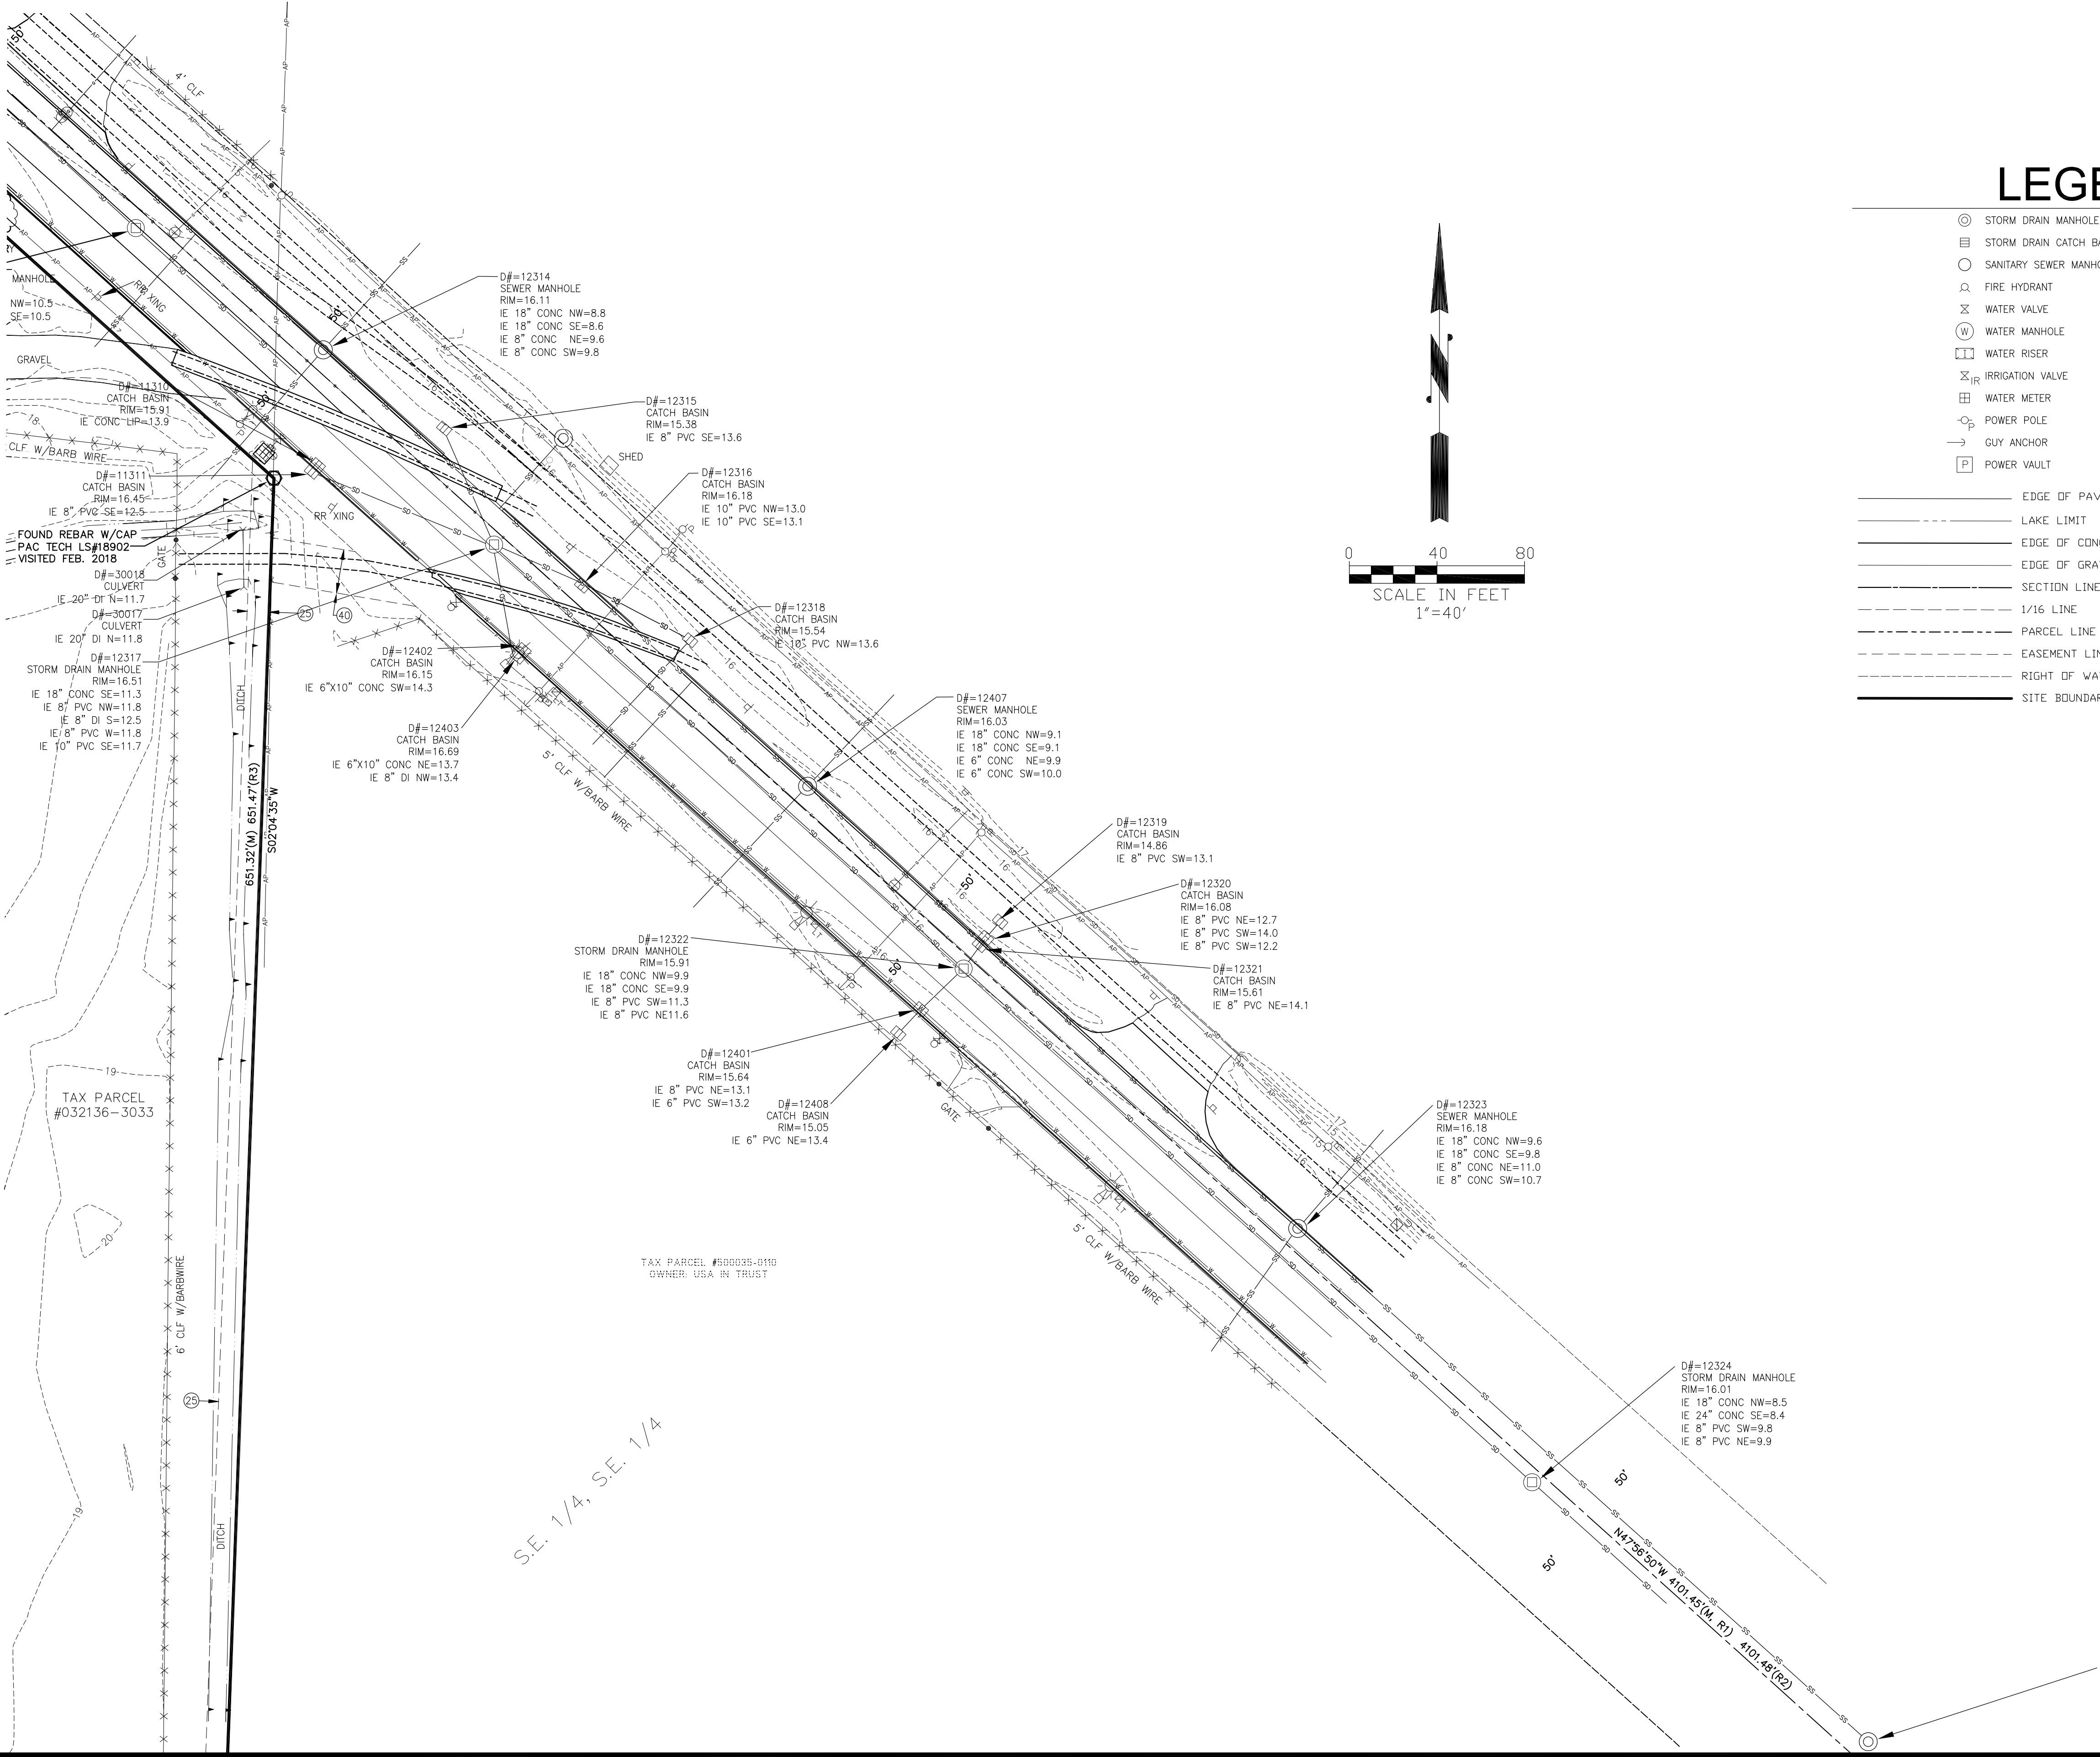 4' CLF
50'
MANHOLE
NW=10.5
SE=10.5
RR XING
GRAVEL
50'
50'
D#=12314
SEWER MANHOLE
RIM=16.11
IE 18" CONC NW=8.8
IE 18" CONC SE=8.6
IE 8" CONC NE=9.6
IE 8" CONC SW=9.8
D#=11310
CATCH BASIN
RIM=15.91
IE CONC LIP=13.9
18
CLF W/BARB WIRE
D#=12315
CATCH BASIN
RIM=15.38
IE 8" PVC SE=13.6
SHED
D#=12316
CATCH BASIN
RIM=16.18
IE 10" PVC NW=13.0
IE 10" PVC SE=13.1
D#=11311
CATCH BASIN
RIM=16.45
IE 8" PVC SE=12.5
RR XING
FOUND REBAR W/CAP
PAC TECH LS#18902
VISITED FEB. 2018
GATE
D#=30018
CULVERT
IE 20" DI N=11.7
D#=30017
CULVERT
IE 20" DI N=11.8
25
40
D#=12317
STORM DRAIN MANHOLE
RIM=16.51
IE 18" CONC SE=11.3
IE 8" PVC NW=11.8
IE 8" DI S=12.5
IE 8" PVC W=11.8
IE 10" PVC SE=11.7
D#=12318
CATCH BASIN
RIM=15.54
IE 10" PVC NW=13.6
D#=12402
CATCH BASIN
RIM=16.15
IE 6"X10" CONC SW=14.3
D#=12403
CATCH BASIN
RIM=16.69
IE 6"X10" CONC NE=13.7
IE 8" DI NW=13.4
DITCH
651.32'(M) 651.47'(R3)
S02°04'35"W
5' CLF W/BARB WIRE
D#=12407
SEWER MANHOLE
RIM=16.03
IE 18" CONC NW=9.1
IE 18" CONC SE=9.1
IE 6" CONC NE=9.9
IE 6" CONC SW=10.0
16
D#=12319
CATCH BASIN
RIM=14.86
IE 8" PVC SW=13.1
17
16
50'
D#=12320
CATCH BASIN
RIM=16.08
IE 8" PVC NE=12.7
IE 8" PVC SW=14.0
IE 8" PVC SW=12.2
D#=12321
CATCH BASIN
RIM=15.61
IE 8" PVC NE=14.1
D#=12322
STORM DRAIN MANHOLE
RIM=15.91
IE 18" CONC NW=9.9
IE 18" CONC SE=9.9
IE 8" PVC SW=11.3
IE 8" PVC NE11.6
LT
50'
D#=12401
CATCH BASIN
RIM=15.64
IE 8" PVC NE=13.1
IE 6" PVC SW=13.2
D#=12408
CATCH BASIN
RIM=15.05
IE 6" PVC NE=13.4
GATE
19
TAX PARCEL
#032136-3033
20
D#=12323
SEWER MANHOLE
RIM=16.18
IE 18" CONC NW=9.6
IE 18" CONC SE=9.8
IE 8" CONC NE=11.0
IE 8" CONC SW=10.7
LT
5' CLF W/BARB WIRE
TAX PARCEL #500035-0110
OWNER: USA IN TRUST
6' CLF W/BARBWIRE
25
D#=12324
STORM DRAIN MANHOLE
RIM=16.01
IE 18" CONC NW=8.5
IE 24" CONC SE=8.4
IE 8" PVC SW=9.8
IE 8" PVC NE=9.9
S.E. 1/4, S.E. 1/4
19
DITCH
50'
50'
N47°56'50"W 4101.45'(M, R1) 4101.48'(R2)
0 40 80
SCALE IN FEET
1"=40'
LEGE
STORM DRAIN MANHOLE
STORM DRAIN CATCH BA
SANITARY SEWER MANHO
FIRE HYDRANT
WATER VALVE
W WATER MANHOLE
WATER RISER
IR IRRIGATION VALVE
WATER METER
P POWER POLE
GUY ANCHOR
P POWER VAULT
EDGE OF PAV
LAKE LIMIT
EDGE OF CON
EDGE OF GRA
SECTION LINE
1/16 LINE
PARCEL LINE
EASEMENT LIN
RIGHT OF WA
SITE BOUNDAR